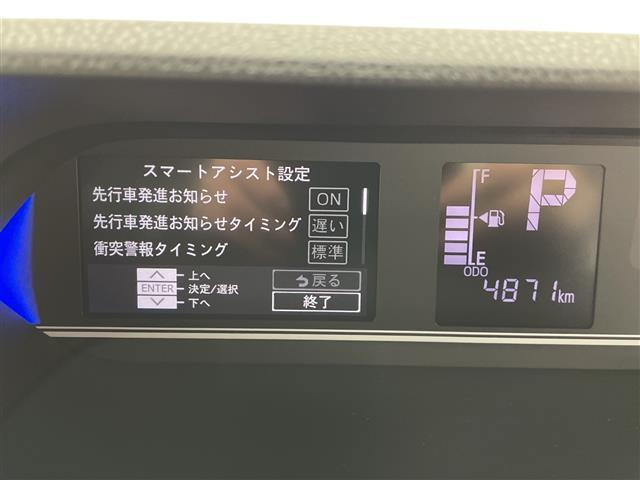 スマートアシスト設定
先行車発進お知らせ ON
先行車発進お知らせタイミング 遅い
衝突警報タイミング 標準
上へ
ENTER 決定/選択
下へ
戻る
終了
F
P
E
ODO
4871km